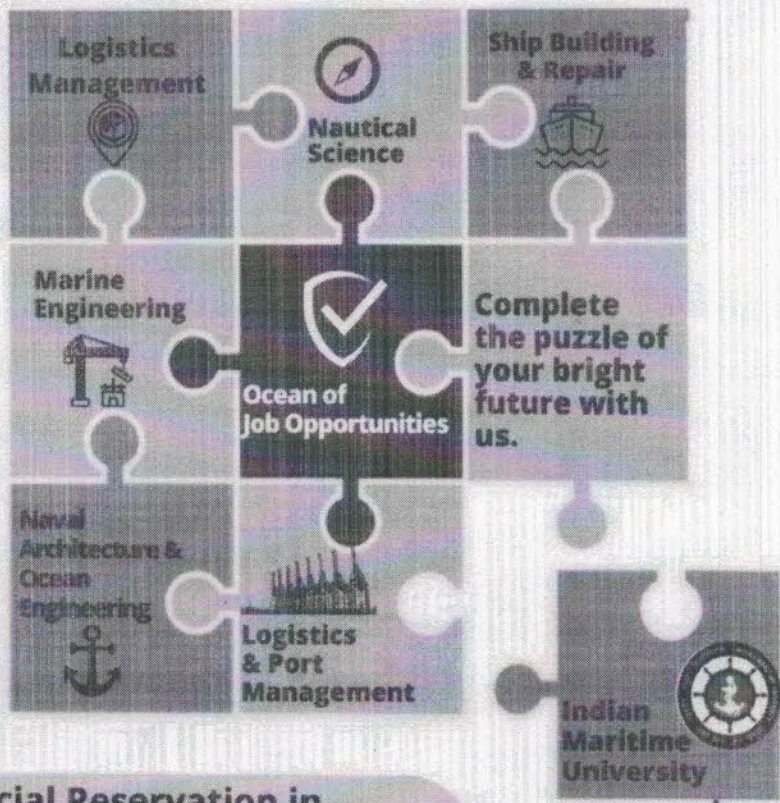 Logistics
Management
Nautical
Science
Ship Building
& Repair
Marine
Engineering
Ocean of
Job Opportunities
Complete
the puzzle of
your bright
future with
us.
Naval
Architecture &
Ocean
Engineering
Logistics
& Port
Management
Indian
Maritime
University
Reservation in